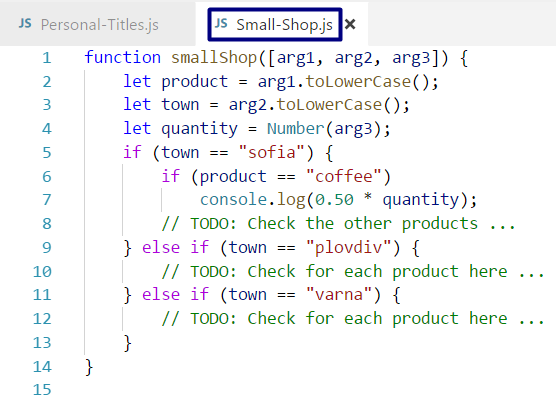 JS Personal-Titles.js JS Small-Shop.js ×
1 function smallShop([arg1, arg2, arg3]) {
2 let product = arg1.toLowerCase();
3 let town = arg2.toLowerCase();
4 let quantity = Number(arg3);
5 if (town == "sofia") {
6 if (product == "coffee")
7 console.log(0.50 * quantity);
8 // TODO: Check the other products ...
9 } else if (town == "plovdiv") {
10 // TODO: Check for each product here ...
11 } else if (town == "varna") {
12 // TODO: Check for each product here ...
13 }
14 }
15